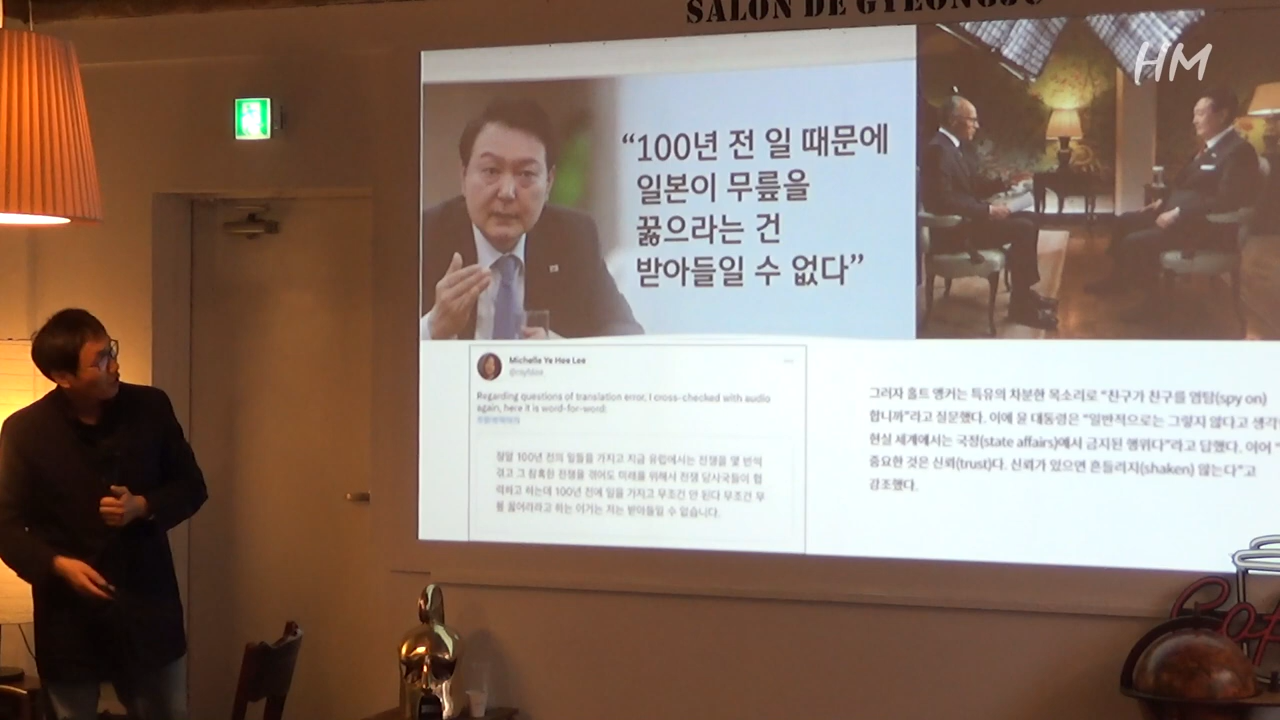 SALON DE GYEONGJU
HM
“100년 전 일 때문에
일본이 무릎을
꿇으라는 건
받아들일 수 없다”
Michelle Ye Hee Lee
@myhlee
Regarding questions of translation error, I cross-checked with audio
again, here it is word-for-word:
정말 100년 전의 일들을 가지고 지금 유럽에서는 전쟁을 몇 번씩
겪고 그 참혹한 전쟁을 겪어도 미래를 위해서 전쟁 당사국들이 협
력하고 하는데 100년 전에 일을 가지고 무조건 안 된다 무조건 무
릎 꿇어라라고 하는 이거는 저는 받아들일 수 없습니다.
그러자 홀트 앵커는 특유의 차분한 목소리로 “친구가 친구를 염탐(spy on)
합니까”라고 질문했다. 이에 윤 대통령은 “일반적으로는 그렇지 않다고 생각
현실 세계에서는 국정(state affairs)에서 금지된 행위다”라고 답했다. 이어 “
중요한 것은 신뢰(trust)다. 신뢰가 있으면 흔들리지(shaken) 않는다”고
강조했다.